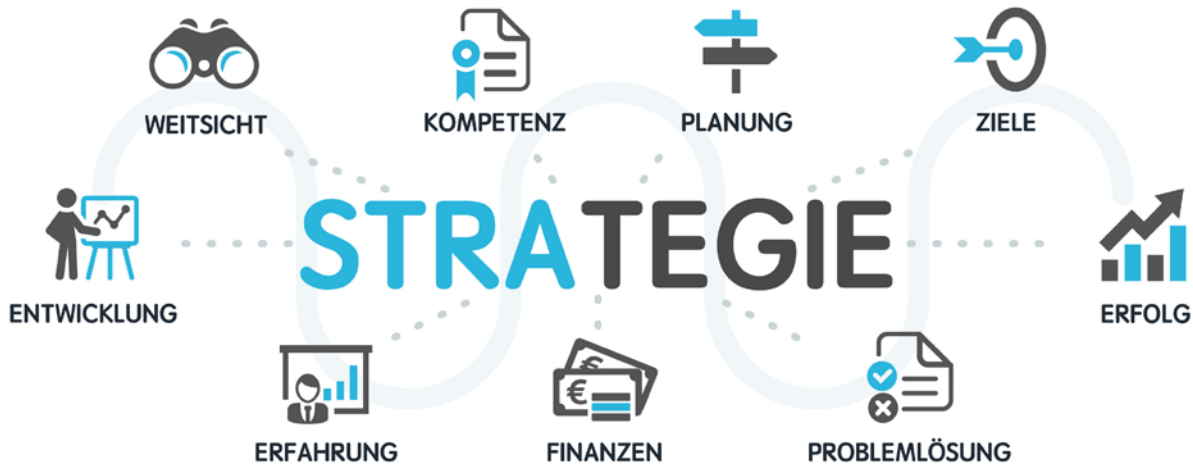 WEITSICHT
KOMPETENZ
PLANUNG
ZIELE
STRATEGIE
ENTWICKLUNG
ERFOLG
€
€
ERFAHRUNG
FINANZEN
PROBLEMLÖSUNG